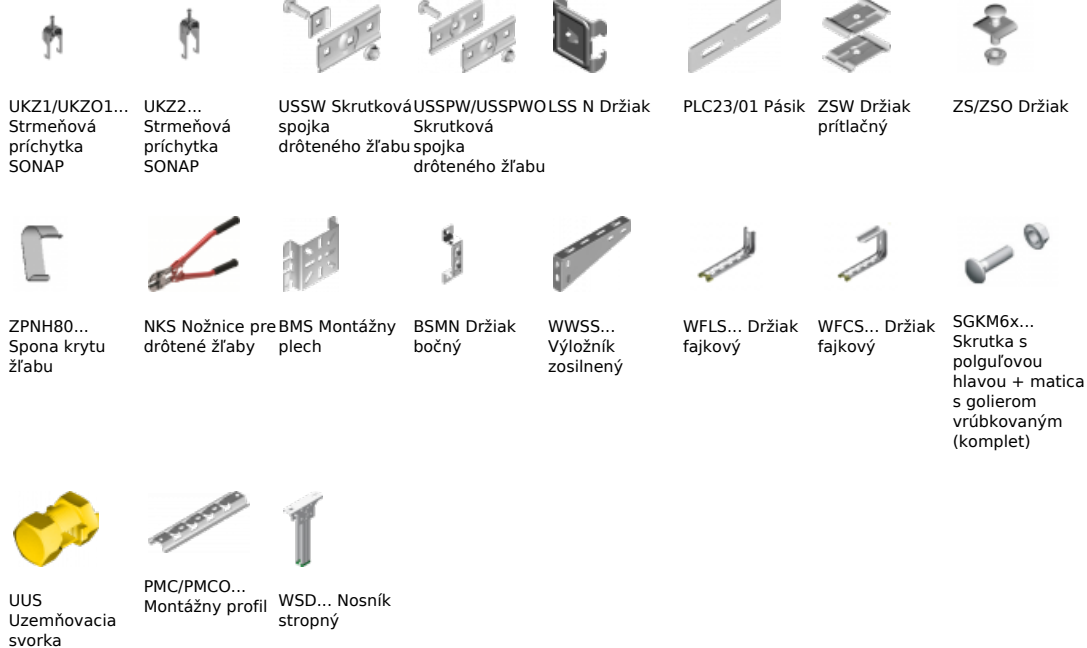 UKZ1/UKZO1...
Strmeňová
príchytka
SONAP
UKZ2...
Strmeňová
príchytka
SONAP
USSW Skrutková
spojka
drôteného žľabu
USSPW/USSPWO
Skrutková
spojka
drôteného žľabu
LSS N Držiak
PLC23/01 Pásik
ZSW Držiak
prítlačný
ZS/ZSO Držiak
ZPNH80...
Spona krytu
žľabu
NKS Nožnice pre
drôtené žľaby
BMS Montážny
plech
BSMN Držiak
bočný
WWSS...
Výložník
zosilnený
WFLS... Držiak
fajkový
WFCS... Držiak
fajkový
SGKM6x...
Skrutka s
polguľovou
hlavou + matica
s golierom
vrúbkovaným
(komplet)
UUS
Uzemňovacia
svorka
PMC/PMCO...
Montážny profil
WSD... Nosník
stropný